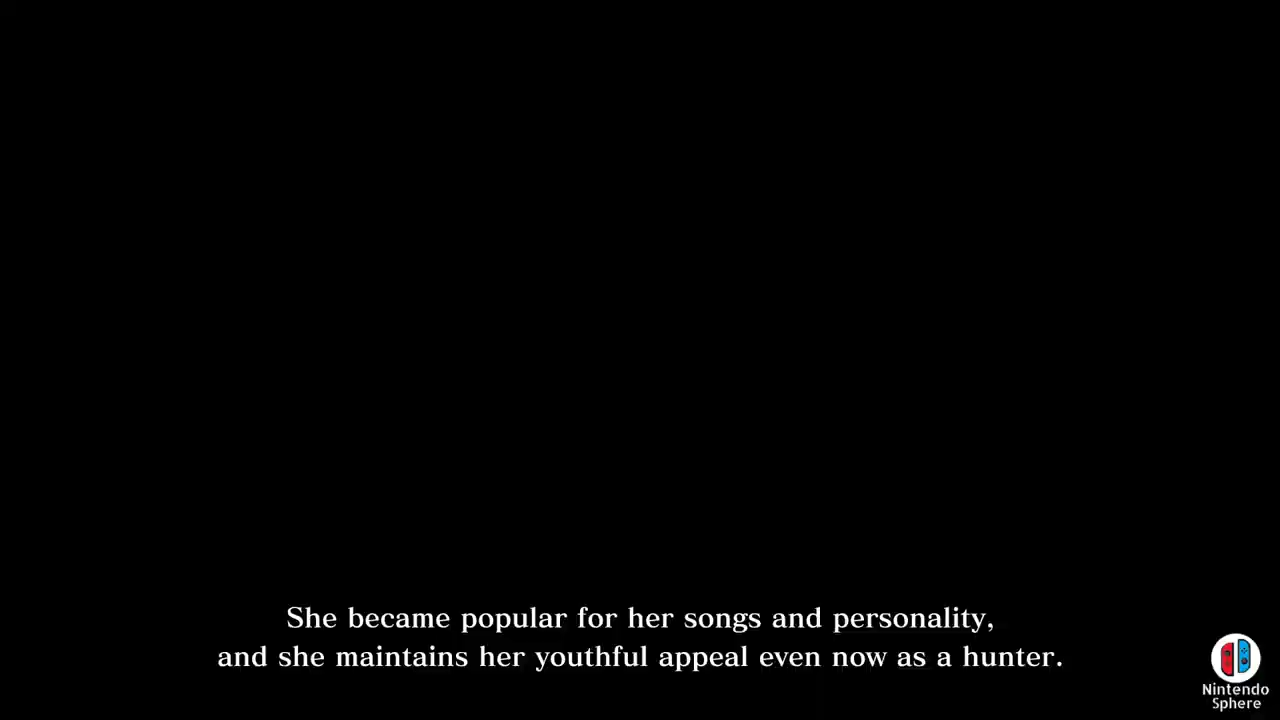 She became popular for her songs and personality,
and she maintains her youthful appeal even now as a hunter.
Nintendo
Sphere